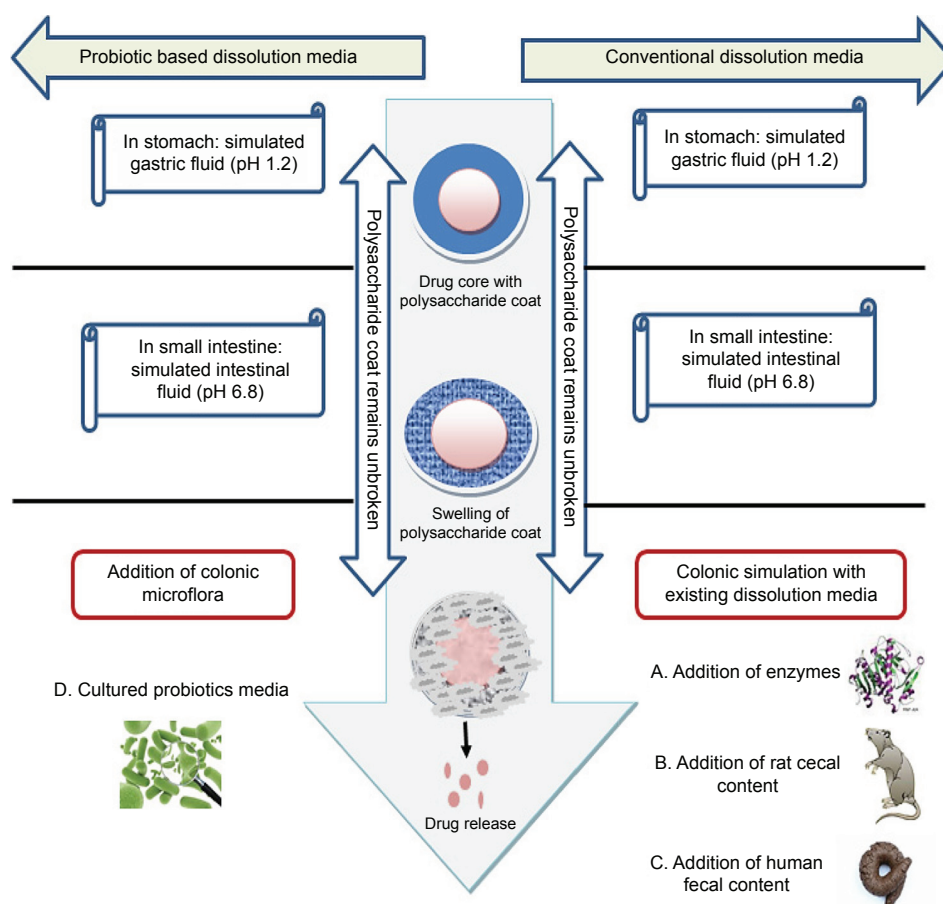 Probiotic based dissolution media
Conventional dissolution media
In stomach: simulated
gastric fluid (pH 1.2)
In stomach: simulated
gastric fluid (pH 1.2)
Polysaccharide coat remains unbroken
Drug core with
polysaccharide coat
Polysaccharide coat remains unbroken
In small intestine:
simulated intestinal
fluid (pH 6.8)
In small intestine:
simulated intestinal
fluid (pH 6.8)
Swelling of
polysaccharide coat
Addition of colonic
microflora
Colonic simulation with
existing dissolution media
D. Cultured probiotics media
A. Addition of enzymes
B. Addition of rat cecal
content
Drug release
C. Addition of human
fecal content